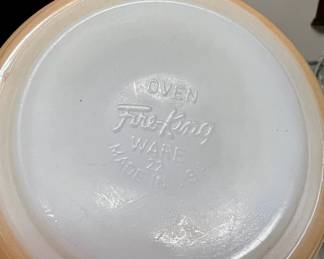 OVEN
Fire-King
WARE
22
MADE IN U.S.A.